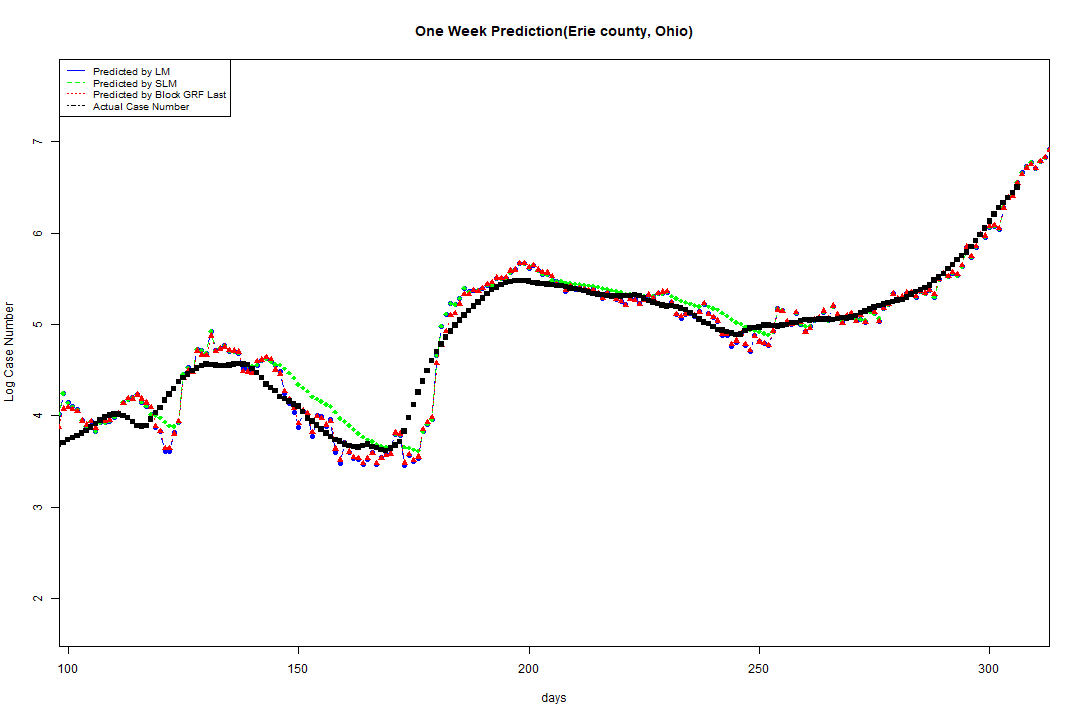 One Week Prediction(Erie county, Ohio)
Predicted by LM
Predicted by SLM
Predicted by Block GRF Last
Actual Case Number
Log Case Number
7
6
5
4
3
2
100 150 200 250 300
days